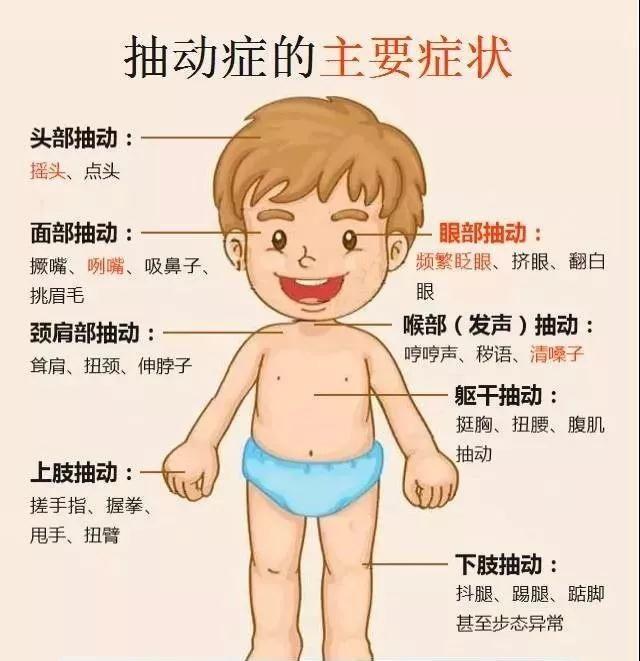 抽动症的主要症状
头部抽动：
摇头、点头
面部抽动：
撅嘴、咧嘴、吸鼻子、
挑眉毛
眼部抽动：
频繁眨眼、挤眼、翻白
眼
颈肩部抽动：
耸肩、扭颈、伸脖子
喉部（发声）抽动：
哼哼声、秽语、清嗓子
躯干抽动：
挺胸、扭腰、腹肌
抽动
上肢抽动：
搓手指、握拳、
甩手、扭臂
下肢抽动：
抖腿、踢腿、踮脚
甚至步态异常